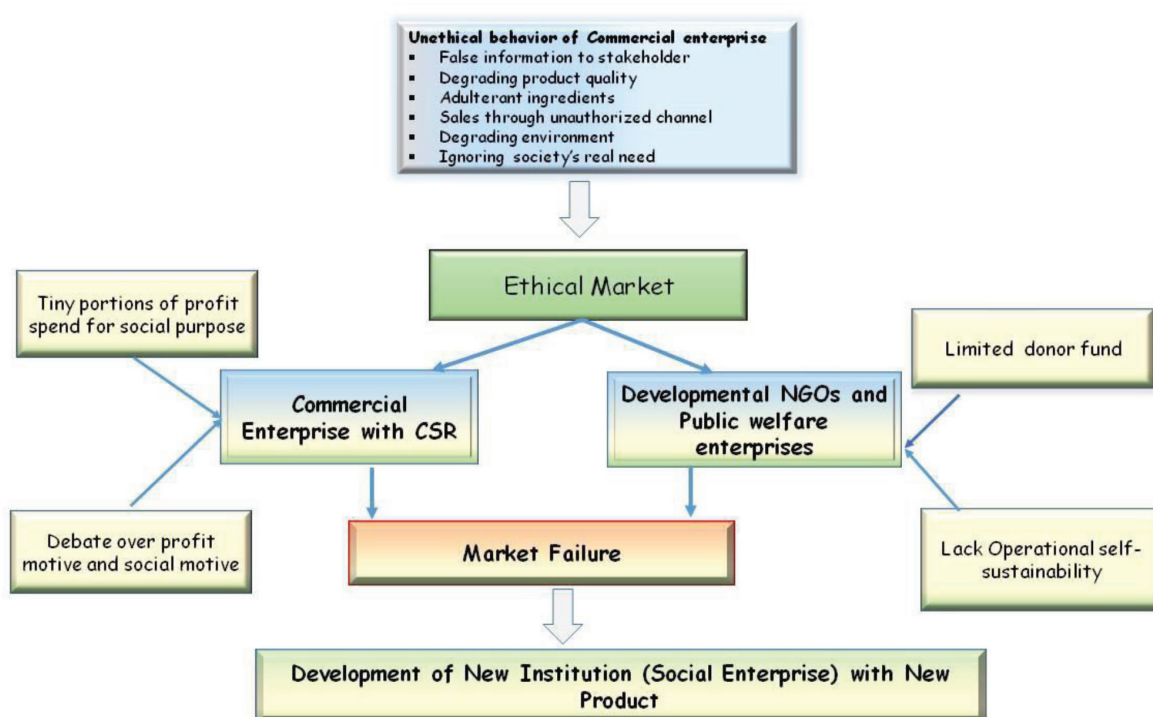 Unethical behavior of Commercial enterprise
▪ False information to stakeholder
▪ Degrading product quality
▪ Adulterant ingredients
▪ Sales through unauthorized channel
▪ Degrading environment
▪ Ignoring society's real need
Ethical Market
Tiny portions of profit
spend for social purpose
Limited donor fund
Commercial
Enterprise with CSR
Developmental NGOs and
Public welfare
enterprises
Debate over profit
motive and social motive
Market Failure
Lack Operational self-
sustainability
Development of New Institution (Social Enterprise) with New
Product